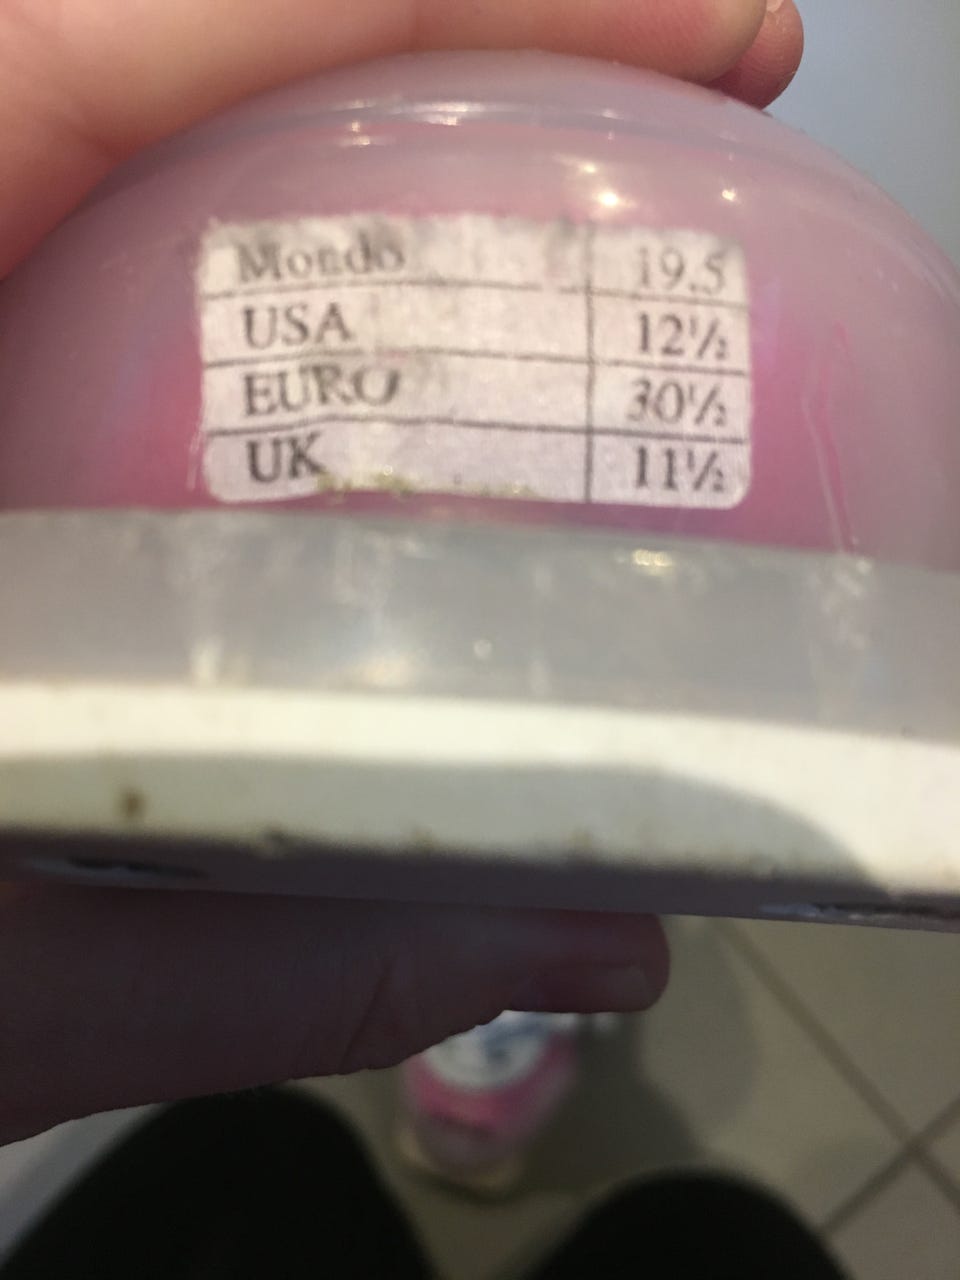 Mondo 19.5
USA 12½
EURO 30½
UK 11½